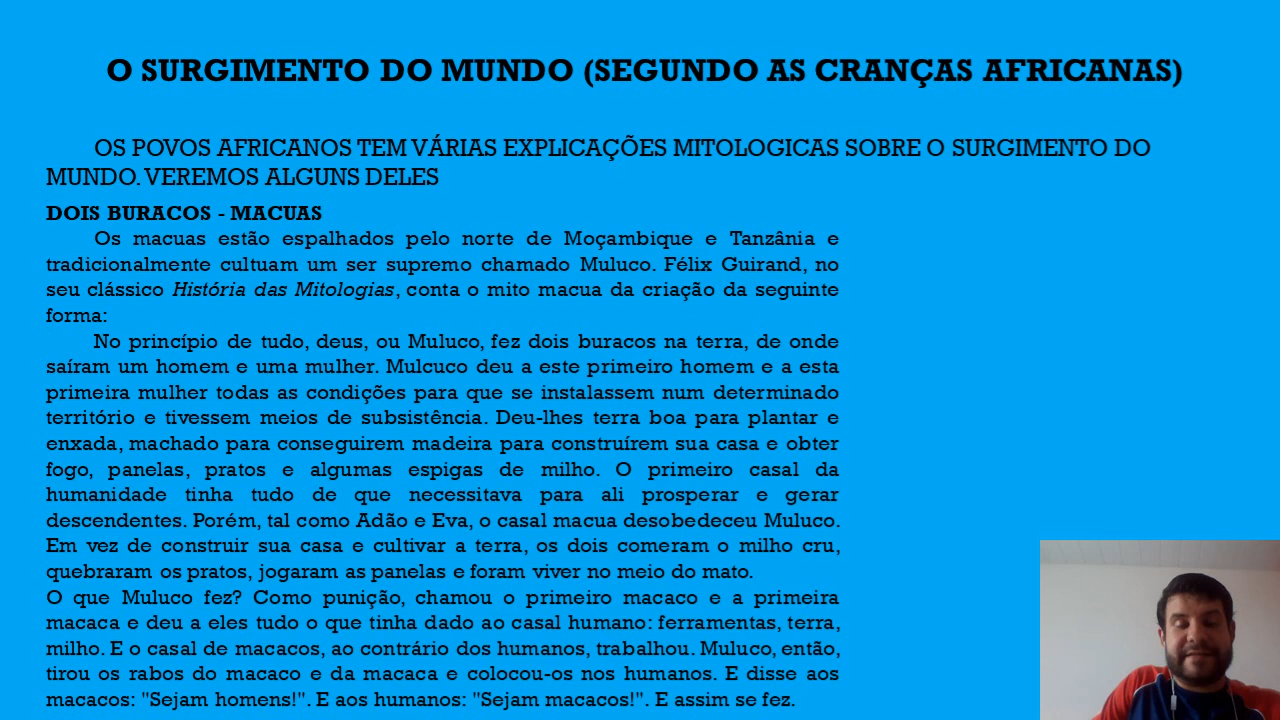 O SURGIMENTO DO MUNDO (SEGUNDO AS CRANÇAS AFRICANAS)
OS POVOS AFRICANOS TEM VÁRIAS EXPLICAÇÕES MITOLOGICAS SOBRE O SURGIMENTO DO
MUNDO. VEREMOS ALGUNS DELES
DOIS BURACOS - MACUAS
Os macuas estão espalhados pelo norte de Moçambique e Tanzânia e
tradicionalmente cultuam um ser supremo chamado Muluco. Félix Guirand, no
seu clássico História das Mitologias, conta o mito macua da criação da seguinte
forma:
No princípio de tudo, deus, ou Muluco, fez dois buracos na terra, de onde
saíram um homem e uma mulher. Mulcuco deu a este primeiro homem e a esta
primeira mulher todas as condições para que se instalassem num determinado
território e tivessem meios de subsistência. Deu-lhes terra boa para plantar e
enxada, machado para conseguirem madeira para construírem sua casa e obter
fogo, panelas, pratos e algumas espigas de milho. O primeiro casal da
humanidade tinha tudo de que necessitava para ali prosperar e gerar
descendentes. Porém, tal como Adão e Eva, o casal macua desobedeceu Muluco.
Em vez de construir sua casa e cultivar a terra, os dois comeram o milho cru,
quebraram os pratos, jogaram as panelas e foram viver no meio do mato.
O que Muluco fez? Como punição, chamou o primeiro macaco e a primeira
macaca e deu a eles tudo o que tinha dado ao casal humano: ferramentas, terra,
milho. E o casal de macacos, ao contrário dos humanos, trabalhou. Muluco, então,
tirou os rabos do macaco e da macaca e colocou-os nos humanos. E disse aos
macacos: "Sejam homens!". E aos humanos: "Sejam macacos!". E assim se fez.